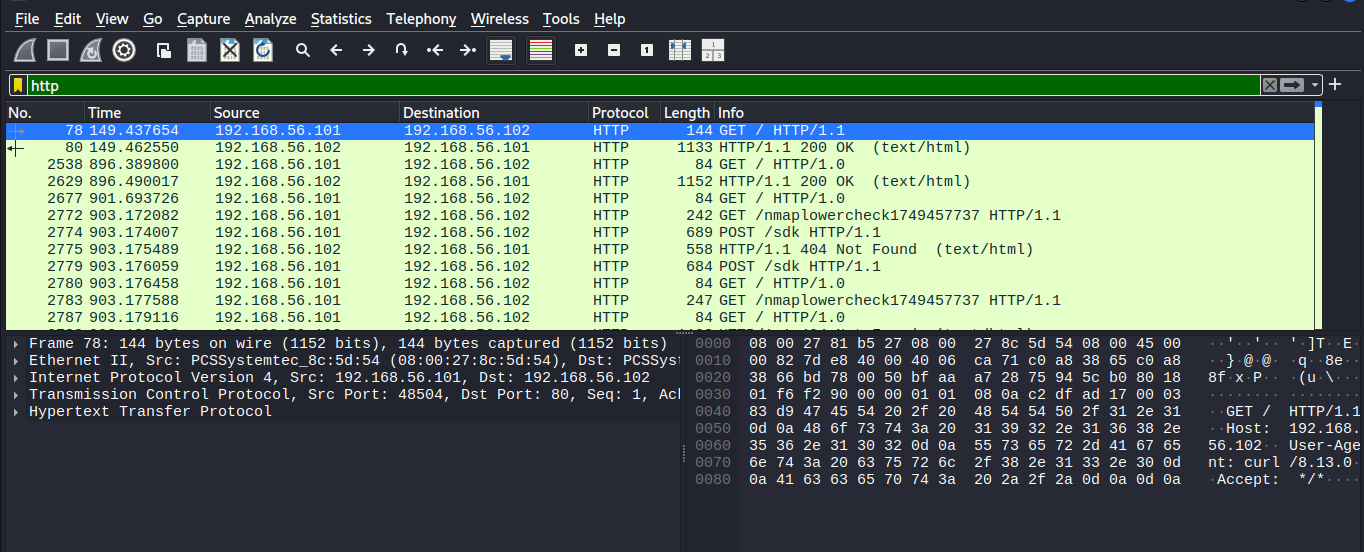 File Edit View Go Capture Analyze Statistics Telephony Wireless Tools Help
http
No. Time Source Destination Protocol Length Info
78 149.437654 192.168.56.101 192.168.56.102 HTTP 144 GET / HTTP/1.1
80 149.462550 192.168.56.102 192.168.56.101 HTTP 1133 HTTP/1.1 200 OK (text/html)
2538 896.389800 192.168.56.101 192.168.56.102 HTTP 84 GET / HTTP/1.0
2629 896.490017 192.168.56.102 192.168.56.101 HTTP 1152 HTTP/1.1 200 OK (text/html)
2677 901.693726 192.168.56.101 192.168.56.102 HTTP 84 GET / HTTP/1.0
2772 903.172082 192.168.56.101 192.168.56.102 HTTP 242 GET /nmaplowercheck1749457737 HTTP/1.1
2774 903.174007 192.168.56.101 192.168.56.102 HTTP 689 POST /sdk HTTP/1.1
2775 903.175489 192.168.56.102 192.168.56.101 HTTP 558 HTTP/1.1 404 Not Found (text/html)
2779 903.176059 192.168.56.101 192.168.56.102 HTTP 684 POST /sdk HTTP/1.1
2780 903.176458 192.168.56.101 192.168.56.102 HTTP 84 GET / HTTP/1.0
2783 903.177588 192.168.56.101 192.168.56.102 HTTP 247 GET /nmaplowercheck1749457737 HTTP/1.1
2787 903.179116 192.168.56.101 192.168.56.102 HTTP 84 GET / HTTP/1.0
Frame 78: 144 bytes on wire (1152 bits), 144 bytes captured (1152 bits)
Ethernet II, Src: PCSSystemtec_8c:5d:54 (08:00:27:8c:5d:54), Dst: PCSSyst
Internet Protocol Version 4, Src: 192.168.56.101, Dst: 192.168.56.102
Transmission Control Protocol, Src Port: 48504, Dst Port: 80, Seq: 1, Ack
Hypertext Transfer Protocol
0000 08 00 27 81 b5 27 08 00 27 8c 5d 54 08 00 45 00 ··'··'··'·]T··E·
0010 00 82 7d e8 40 00 40 06 ca 71 c0 a8 38 65 c0 a8 ··}·@·@··q··8e··
0020 38 66 bd 78 00 50 bf aa a7 28 75 94 5c b0 80 18 8f·x·P···(u·\···
0030 01 f6 f2 90 00 00 01 01 08 0a c2 df ad 17 00 03 ················
0040 83 d9 47 45 54 20 2f 20 48 54 54 50 2f 31 2e 31 ··GET / HTTP/1.1
0050 0d 0a 48 6f 73 74 3a 20 31 39 32 2e 31 36 38 2e ··Host: 192.168.
0060 35 36 2e 31 30 32 0d 0a 55 73 65 72 2d 41 67 65 56.102··User-Age
0070 6e 74 3a 20 63 75 72 6c 2f 38 2e 31 33 2e 30 0d nt: curl/8.13.0·
0080 0a 41 63 63 65 70 74 3a 20 2a 2f 2a 0d 0a 0d 0a ·Accept: */*····